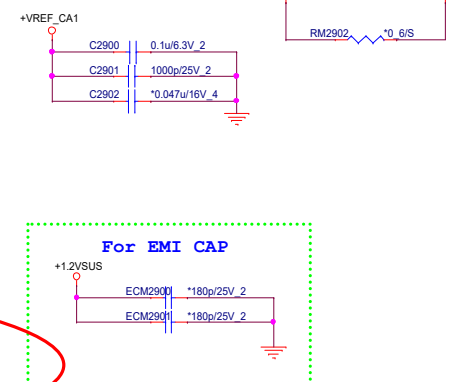 +VREF_CA1
RM2902 *0_6/S
C2900 0.1u/6.3V_2
C2901 1000p/25V_2
C2902 *0.047u/16V_4
For EMI CAP
+1.2VSUS
ECM2900 *180p/25V_2
ECM2901 *180p/25V_2